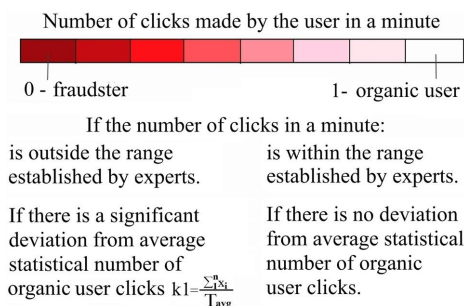 Number of clicks made by the user in a minute
0 - fraudster
1- organic user
If the number of clicks in a minute:
is outside the range
established by experts.
is within the range
established by experts.
If there is a significant
deviation from average
statistical number of
organic user clicks k1=∑ⁿ₁xᵢ/Tavg
If there is no deviation
from average statistical
number of organic
user clicks.